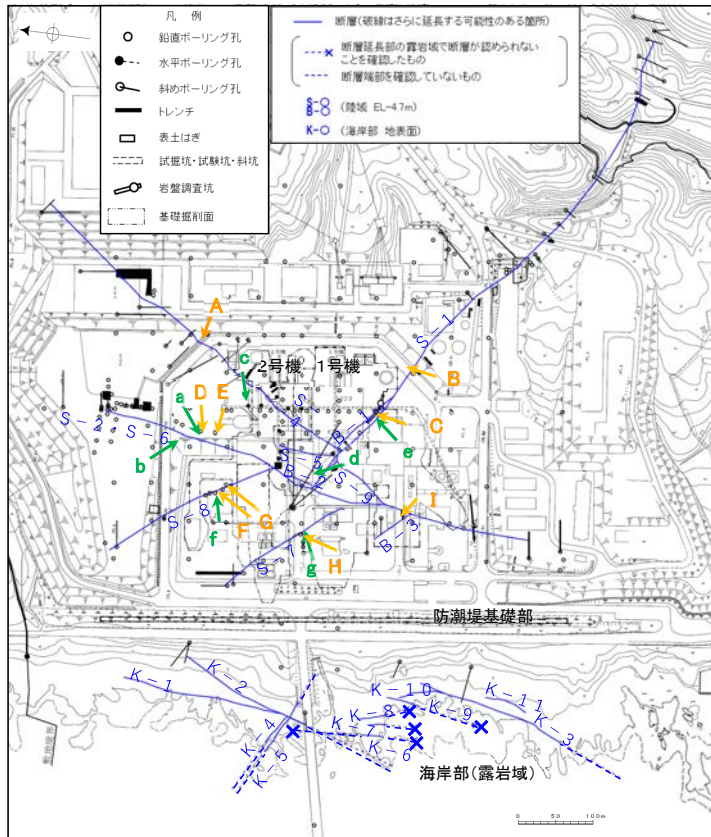 凡 例
鉛直ボーリング孔
水平ボーリング孔
斜めボーリング孔
トレンチ
表土はぎ
試掘坑・試験坑・斜坑
岩盤調査坑
基礎掘削面
断層(破線はさらに延長する可能性のある箇所)
断層延長部の露岩域で断層が認められない
ことを確認したもの
断層端部を確認していないもの
S-○
B-○
(陸域 EL-4.7m)
K-○ (海岸部 地表面)
S-1
A
B
c
2号機
1号機
a
D
E
S-4
B-1
C
e
S-2,S-6
b
S-5
d
B-2
S-9
S-8
F
G
f
I
B-3
S-7
g
H
防潮堤基礎部
K-1
K-2
K-10
K-11
K-8
K-9
K-4
K-7
K-3
K-5
K-6
海岸部(露岩域)
敷地境界
0 50 100m